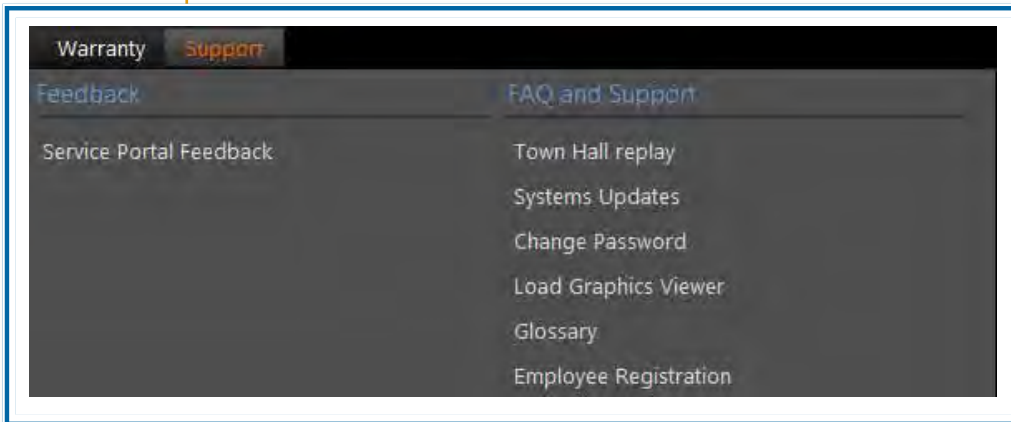 Warranty Support
Feedback FAQ and Support
Service Portal Feedback Town Hall replay
Systems Updates
Change Password
Load Graphics Viewer
Glossary
Employee Registration